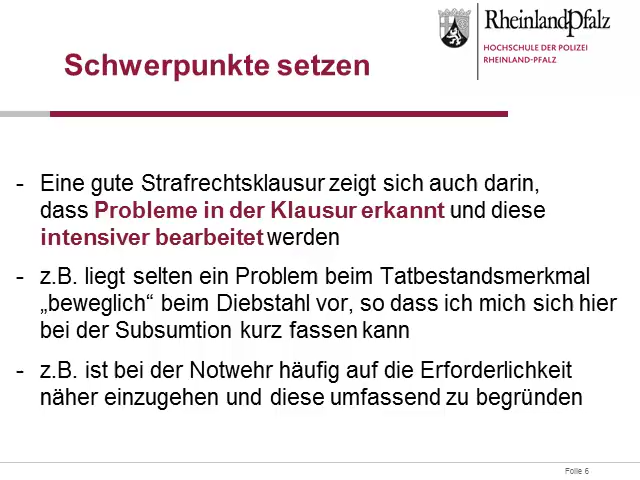 RheinlandPfalz
HOCHSCHULE DER POLIZEI
RHEINLAND-PFALZ
Schwerpunkte setzen
- Eine gute Strafrechtsklausur zeigt sich auch darin,
dass Probleme in der Klausur erkannt und diese
intensiver bearbeitet werden
- z.B. liegt selten ein Problem beim Tatbestandsmerkmal
„beweglich“ beim Diebstahl vor, so dass ich mich sich hier
bei der Subsumtion kurz fassen kann
- z.B. ist bei der Notwehr häufig auf die Erforderlichkeit
näher einzugehen und diese umfassend zu begründen
Folie 6